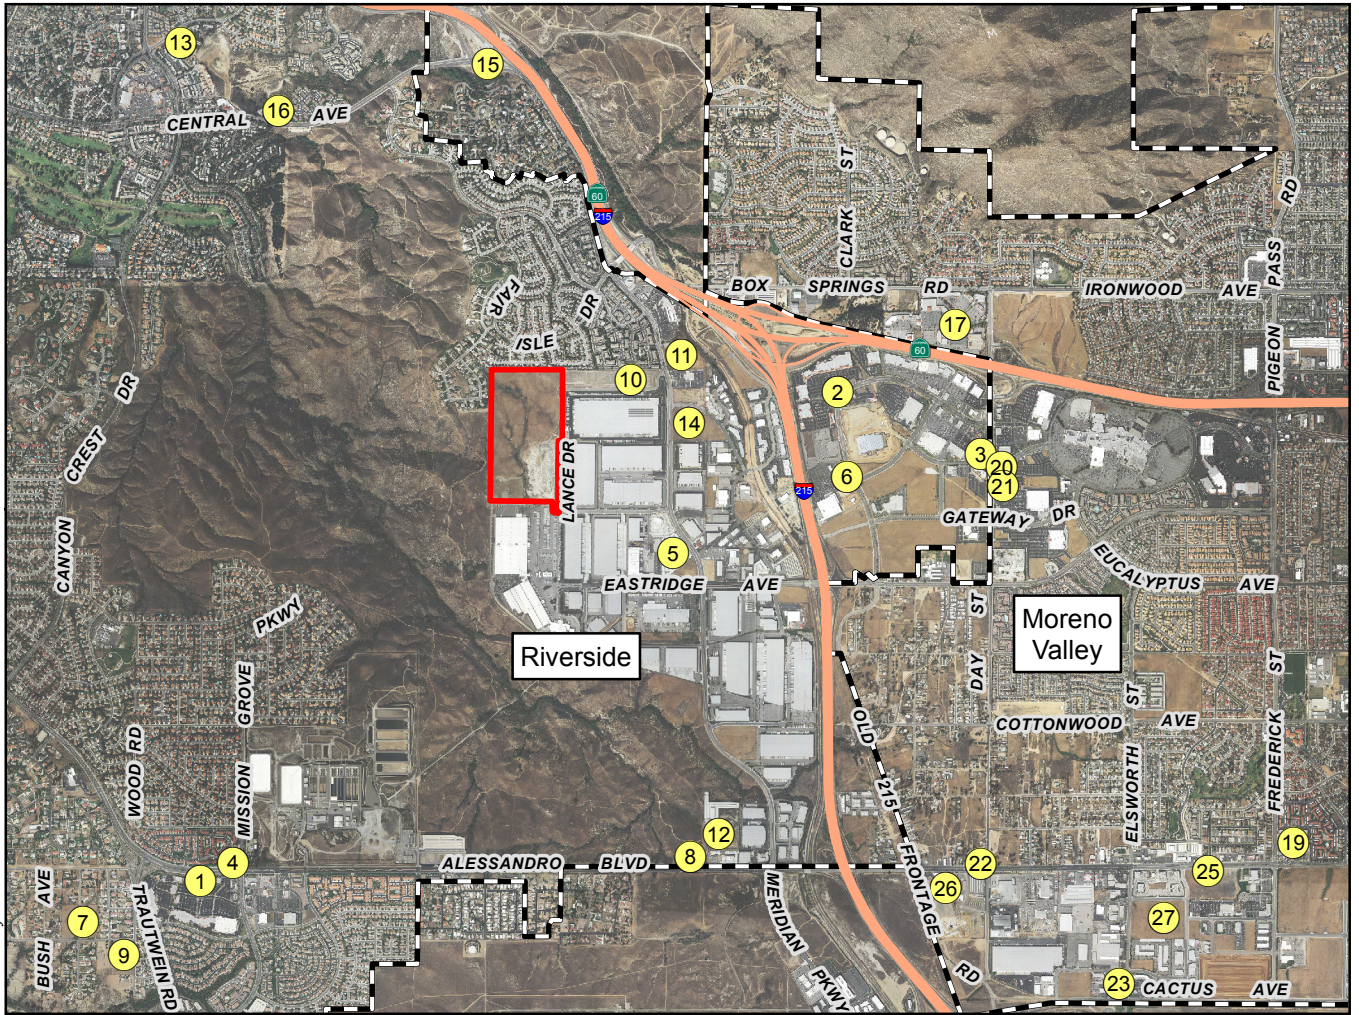 13
15
16
CENTRAL AVE
60
215
CLARK ST
PASS RD
BOX SPRINGS RD
IRONWOOD AVE
FAIR
ISLE DR
17
60
11
10
2
PIGEON
14
CANYON
CREST DR
LANCE DR
3
20
6
21
215
GATEWAY DR
5
EASTRIDGE AVE
EUCALYPTUS AVE
PKWY
Riverside
Moreno
Valley
DAY ST
GROVE
MISSION
WOOD RD
OLD 215 FRONTAGE RD
COTTONWOOD AVE
ELSWORTH ST
FREDERICK ST
12
19
4
8
ALESSANDRO BLVD
22
25
1
26
BUSH AVE
7
TRAUTWEIN RD
MERIDIAN PKWY
27
9
23
CACTUS AVE